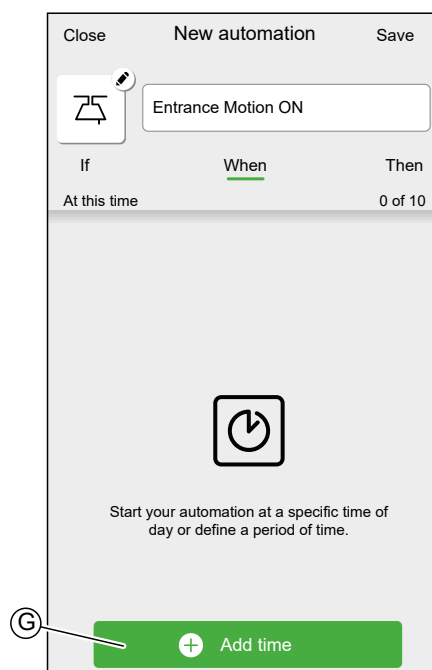 Close New automation Save
Entrance Motion ON
If When Then
At this time 0 of 10
Start your automation at a specific time of
day or define a period of time.
G Add time